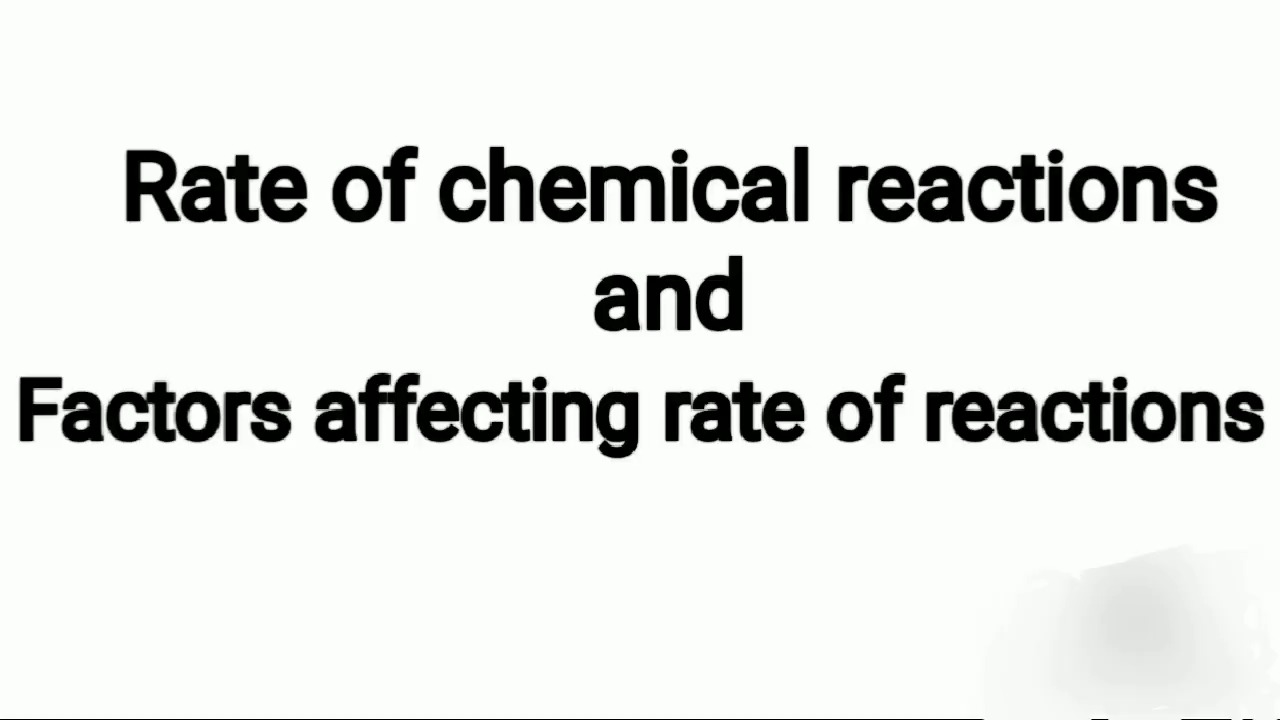 Rate of chemical reactions
and
Factors affecting rate of reactions